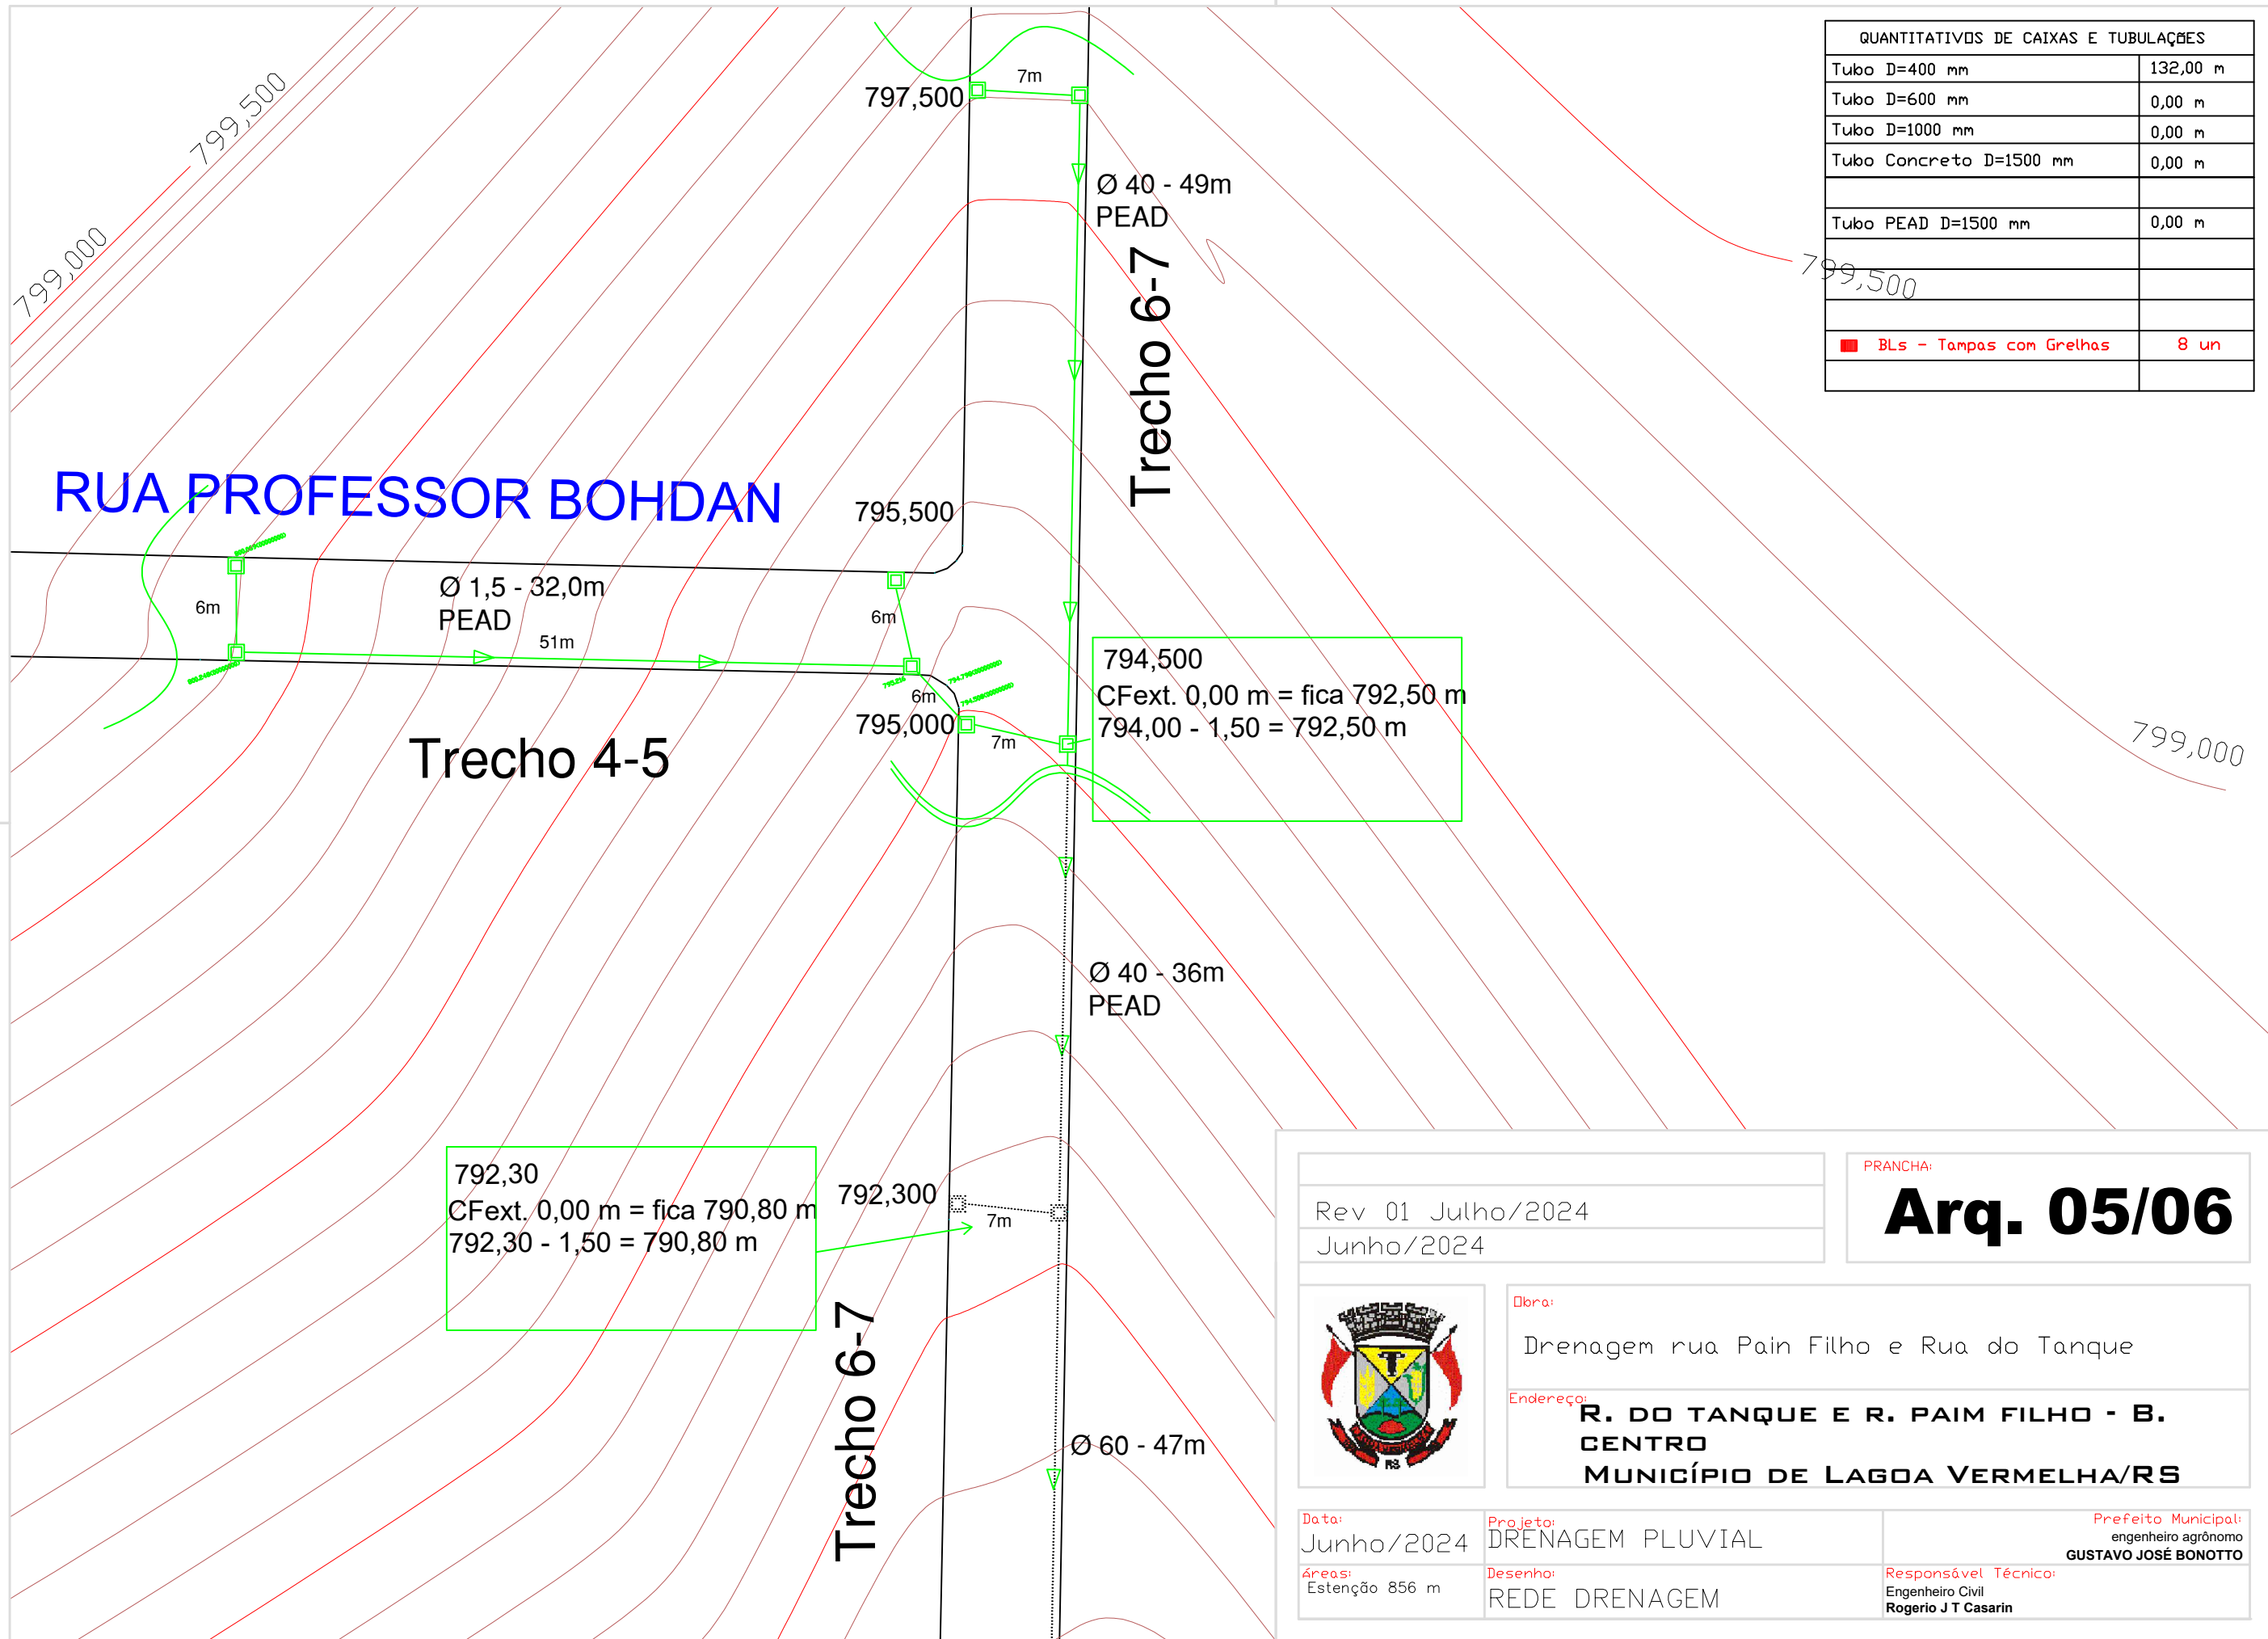 QUANTITATIVOS DE CAIXAS E TUBULAÇÕES
Tubo D=400 mm 132,00 m
Tubo D=600 mm 0,00 m
Tubo D=1000 mm 0,00 m
Tubo Concreto D=1500 mm 0,00 m
Tubo PEAD D=1500 mm 0,00 m
BLs - Tampas com Grelhas 8 un
799,500
799,000
799,500
799,000
797,500
7m
Ø 40 - 49m
PEAD
Trecho 6-7
RUA PROFESSOR BOHDAN
795,500
Ø 1,5 - 32,0m
PEAD
6m
51m
6m
6m
795,000
7m
Trecho 4-5
794,500
CFext. 0,00 m = fica 792,50 m
794,00 - 1,50 = 792,50 m
Ø 40 - 36m
PEAD
792,30
CFext. 0,00 m = fica 790,80 m
792,30 - 1,50 = 790,80 m
792,300
7m
Trecho 6-7
Ø 60 - 47m
Rev 01 Julho/2024
Junho/2024
PRANCHA:
Arq. 05/06
Obra:
Drenagem rua Pain Filho e Rua do Tanque
Endereço:
R. DO TANQUE E R. PAIM FILHO - B.
CENTRO
MUNICÍPIO DE LAGOA VERMELHA/RS
RS
Data:
Junho/2024
Projeto:
DRENAGEM PLUVIAL
Prefeito Municipal:
engenheiro agrônomo
GUSTAVO JOSÉ BONOTTO
Áreas:
Estenção 856 m
Desenho:
REDE DRENAGEM
Responsável Técnico:
Engenheiro Civil
Rogerio J T Casarin